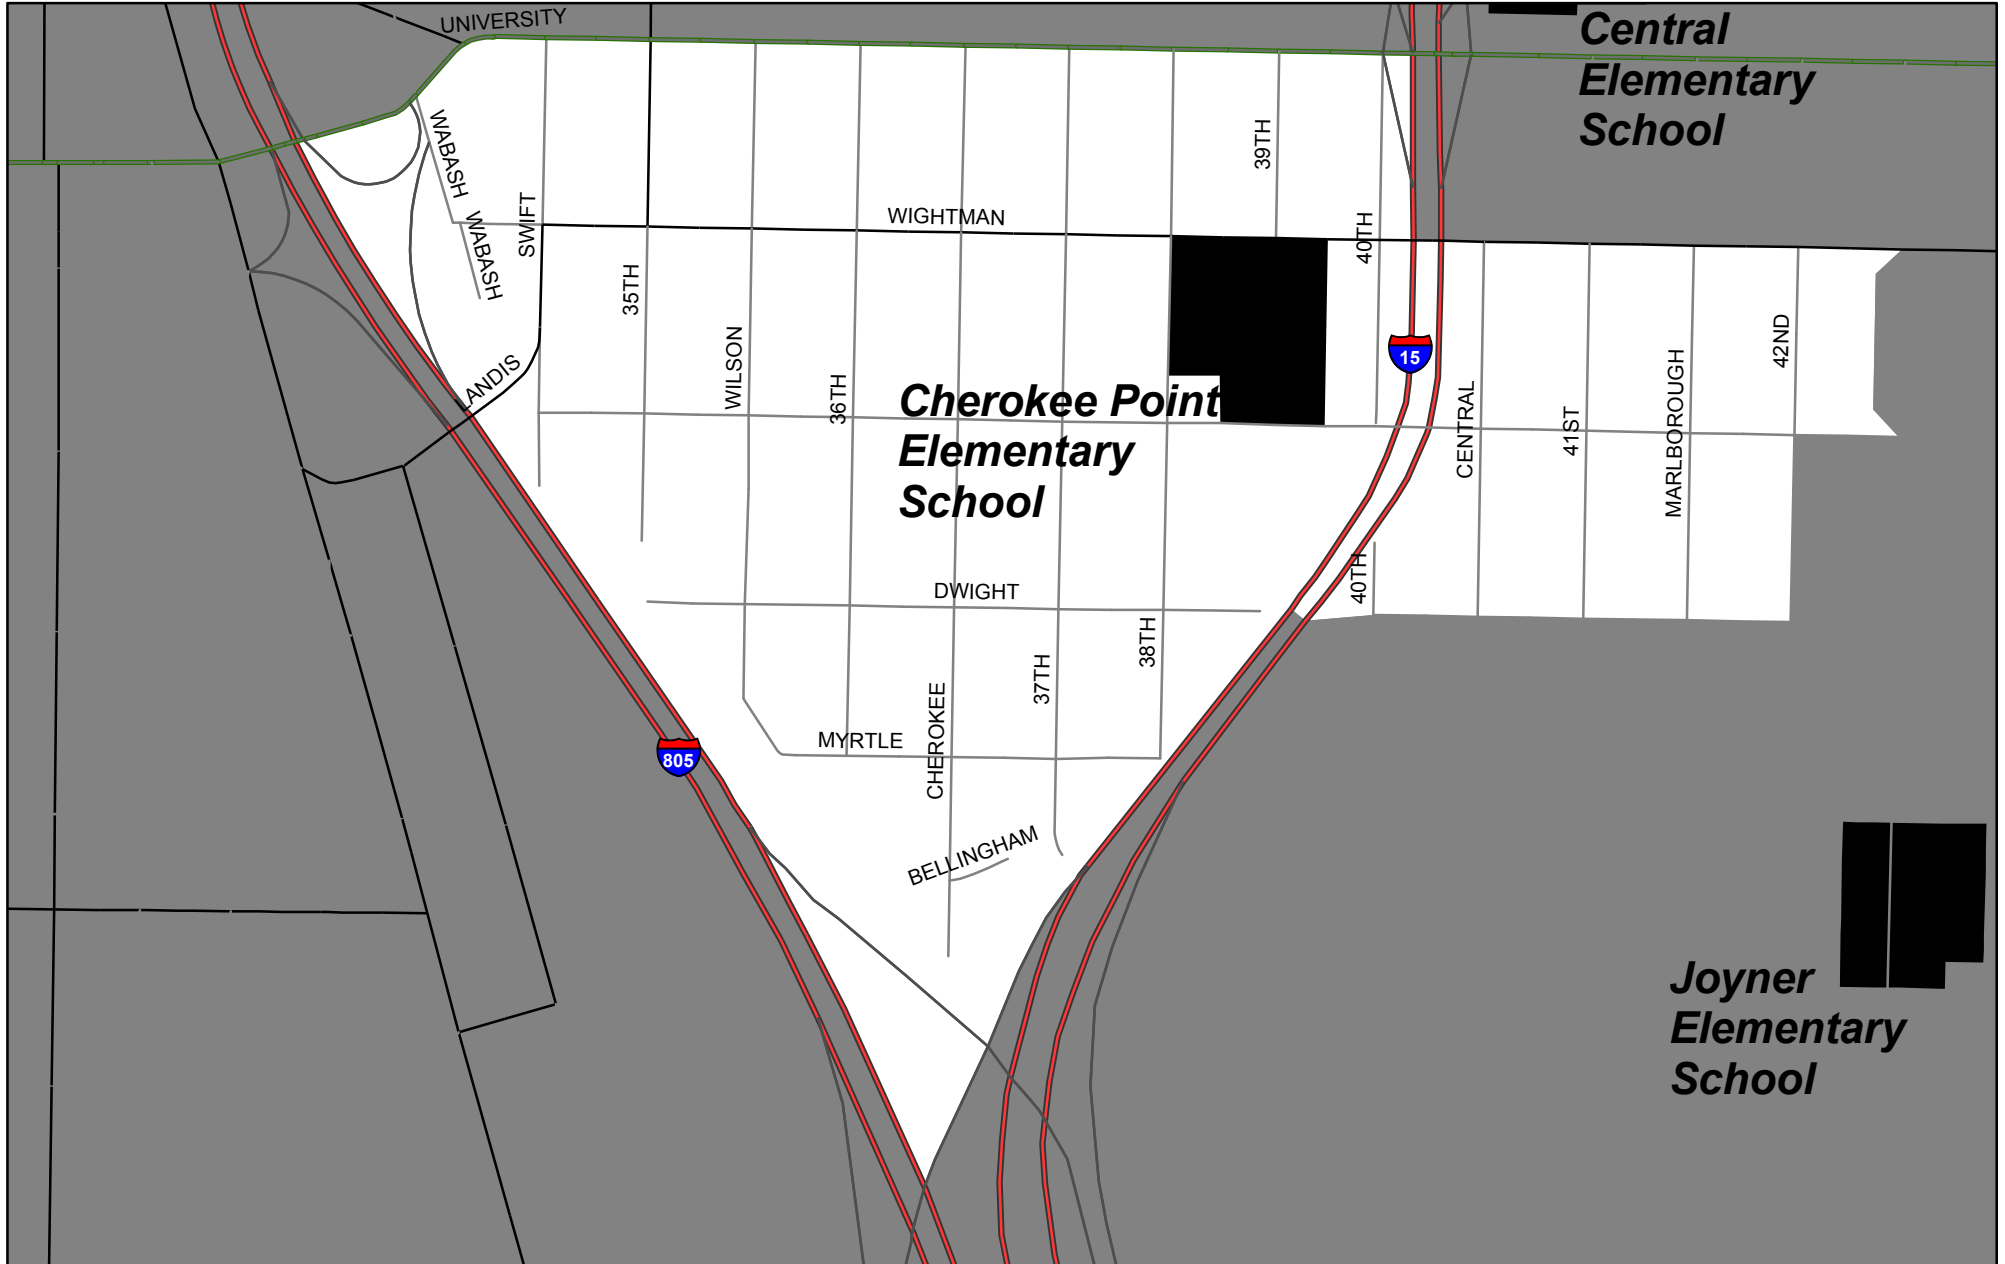 UNIVERSITY
Central
Elementary
School
WABASH
WABASH
SWIFT
39TH
WIGHTMAN
40TH
35TH
WILSON
36TH
LANDIS
15
42ND
MARLBOROUGH
CENTRAL
41ST
Cherokee Point
Elementary
School
DWIGHT
40TH
38TH
37TH
CHEROKEE
MYRTLE
805
BELLINGHAM
Joyner
Elementary
School